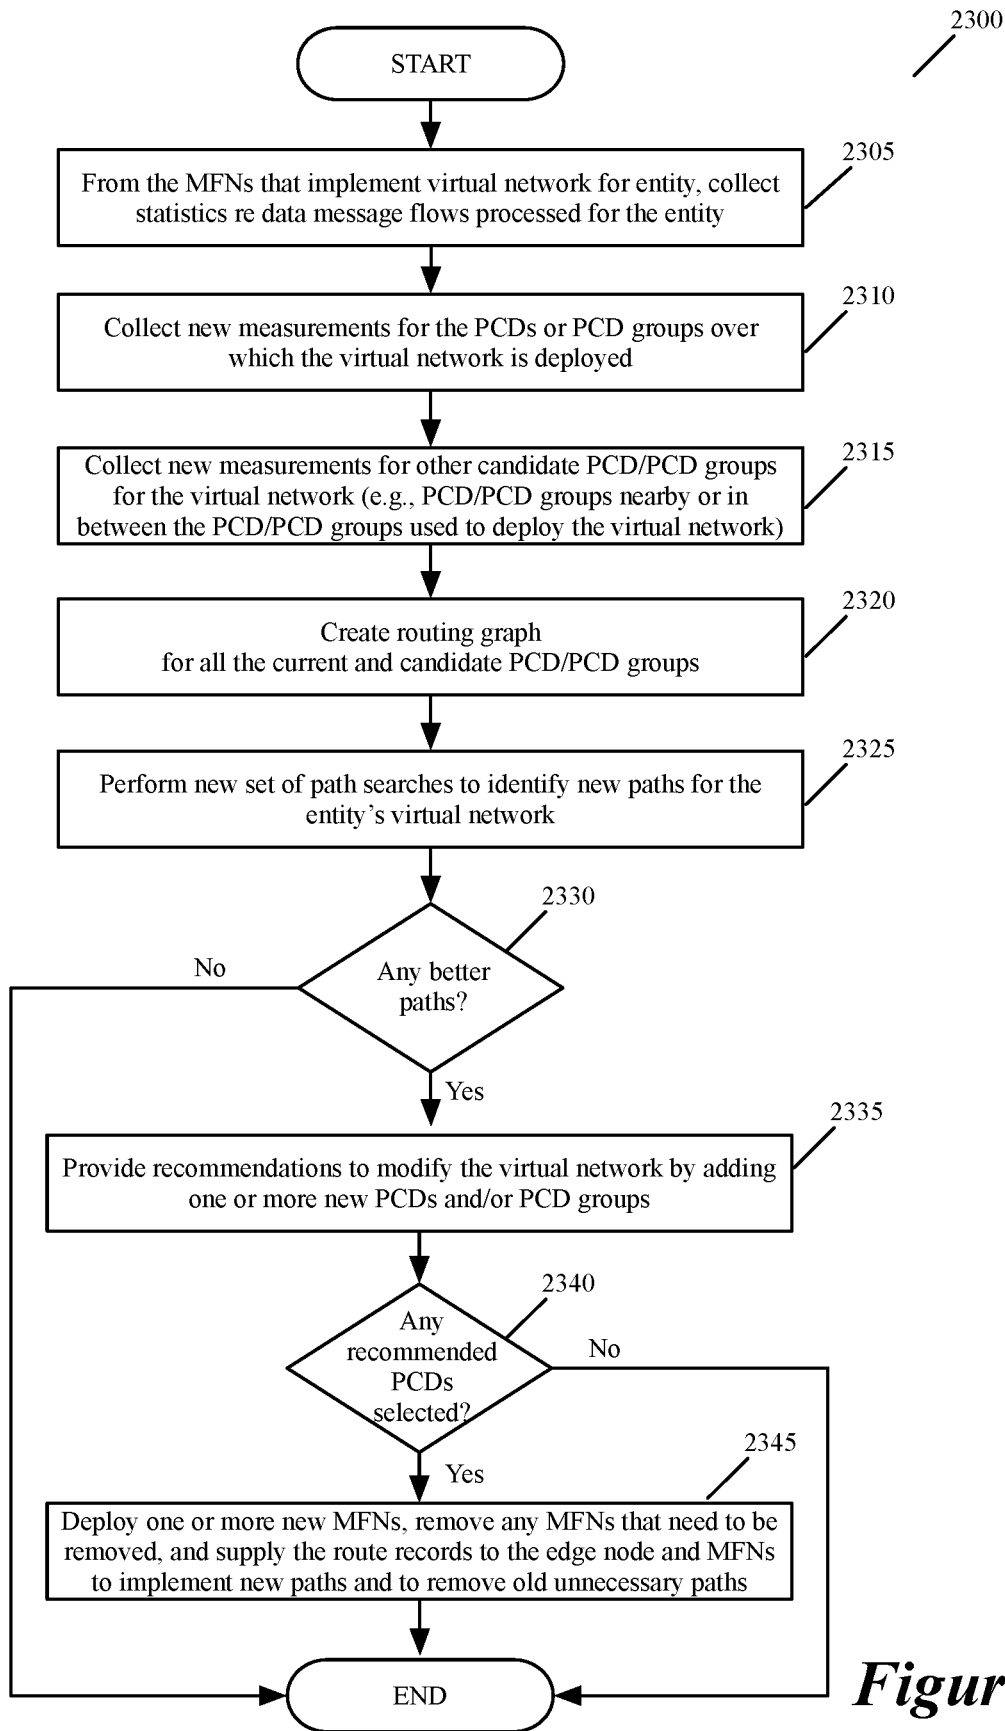 2300
START
2305
From the MFNs that implement virtual network for entity, collect
statistics re data message flows processed for the entity
2310
Collect new measurements for the PCDs or PCD groups over
which the virtual network is deployed
2315
Collect new measurements for other candidate PCD/PCD groups
for the virtual network (e.g., PCD/PCD groups nearby or in
between the PCD/PCD groups used to deploy the virtual network)
2320
Create routing graph
for all the current and candidate PCD/PCD groups
2325
Perform new set of path searches to identify new paths for the
entity’s virtual network
2330
No
Any better
paths?
Yes
2335
Provide recommendations to modify the virtual network by adding
one or more new PCDs and/or PCD groups
2340
Any
recommended
PCDs
selected?
No
Yes
2345
Deploy one or more new MFNs, remove any MFNs that need to be
removed, and supply the route records to the edge node and MFNs
to implement new paths and to remove old unnecessary paths
END
Figur